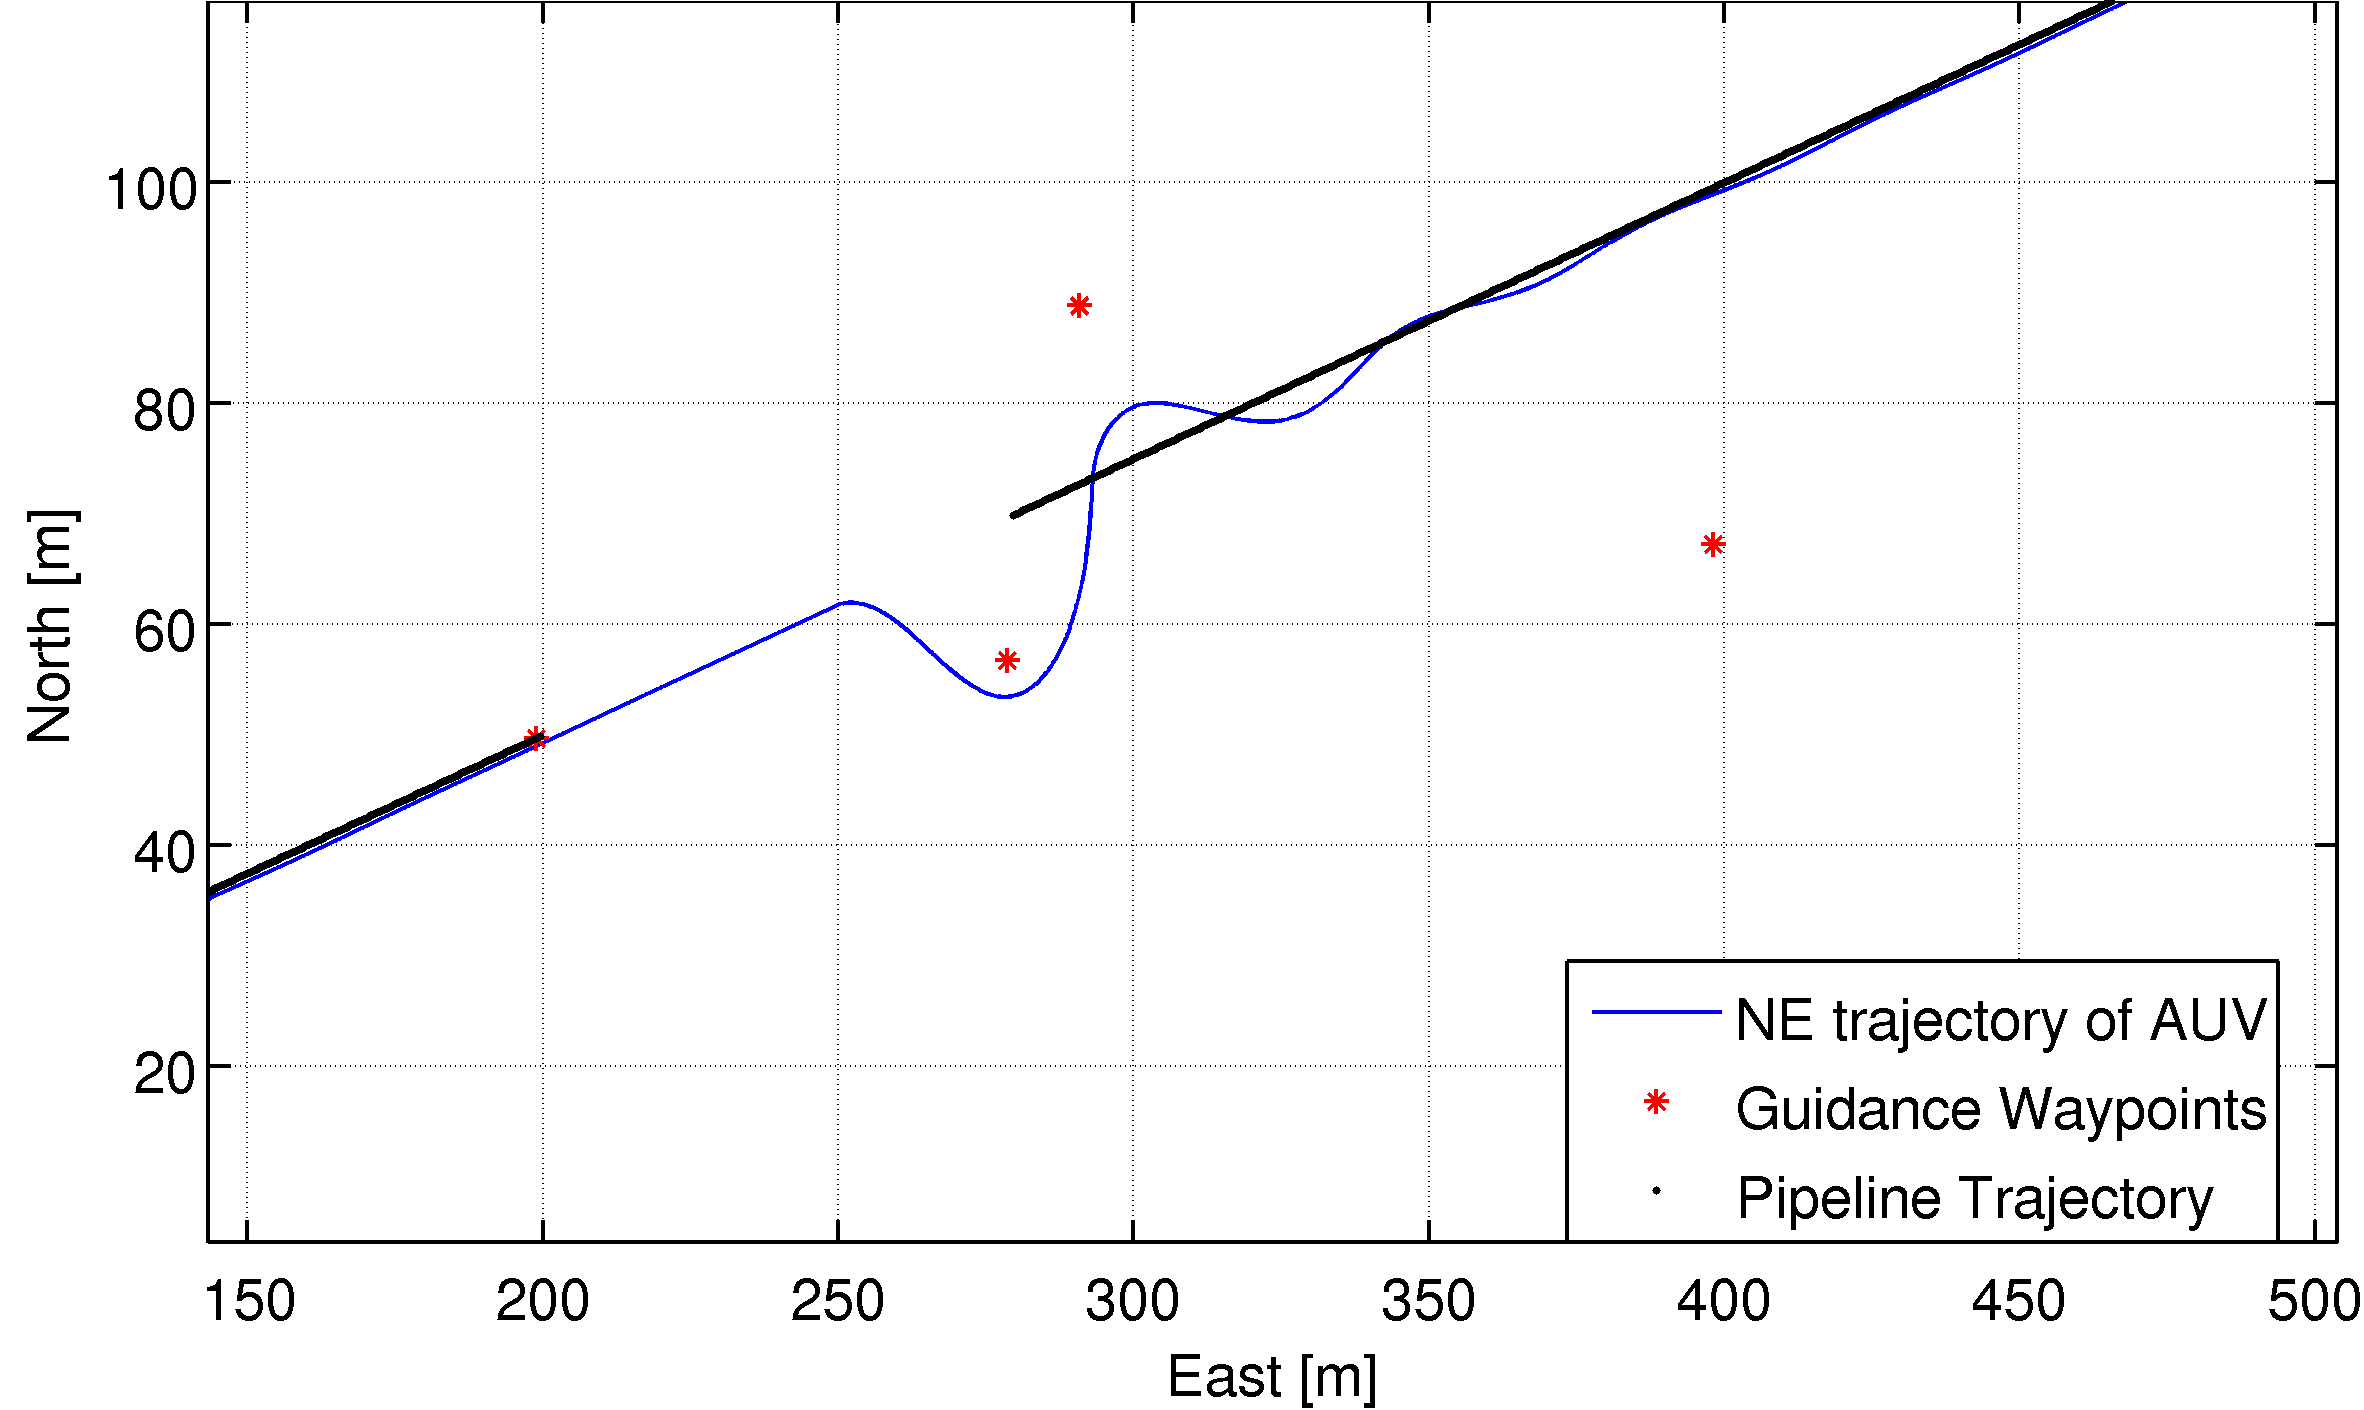 100
80
60
40
20
North [m]
150 200 250 300 350 400 450 500
East [m]
NE trajectory of AUV
Guidance Waypoints
Pipeline Trajectory